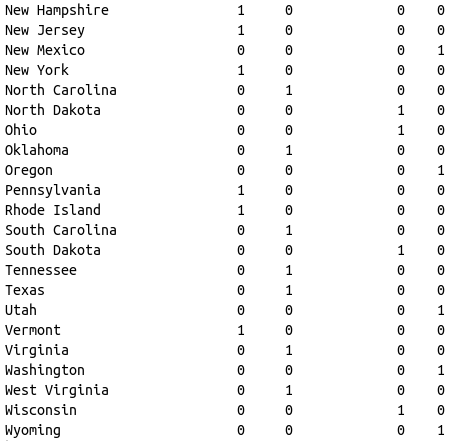 New Hampshire 1 0 0 0
New Jersey 1 0 0 0
New Mexico 0 0 0 1
New York 1 0 0 0
North Carolina 0 1 0 0
North Dakota 0 0 1 0
Ohio 0 0 1 0
Oklahoma 0 1 0 0
Oregon 0 0 0 1
Pennsylvania 1 0 0 0
Rhode Island 1 0 0 0
South Carolina 0 1 0 0
South Dakota 0 0 1 0
Tennessee 0 1 0 0
Texas 0 1 0 0
Utah 0 0 0 1
Vermont 1 0 0 0
Virginia 0 1 0 0
Washington 0 0 0 1
West Virginia 0 1 0 0
Wisconsin 0 0 1 0
Wyoming 0 0 0 1